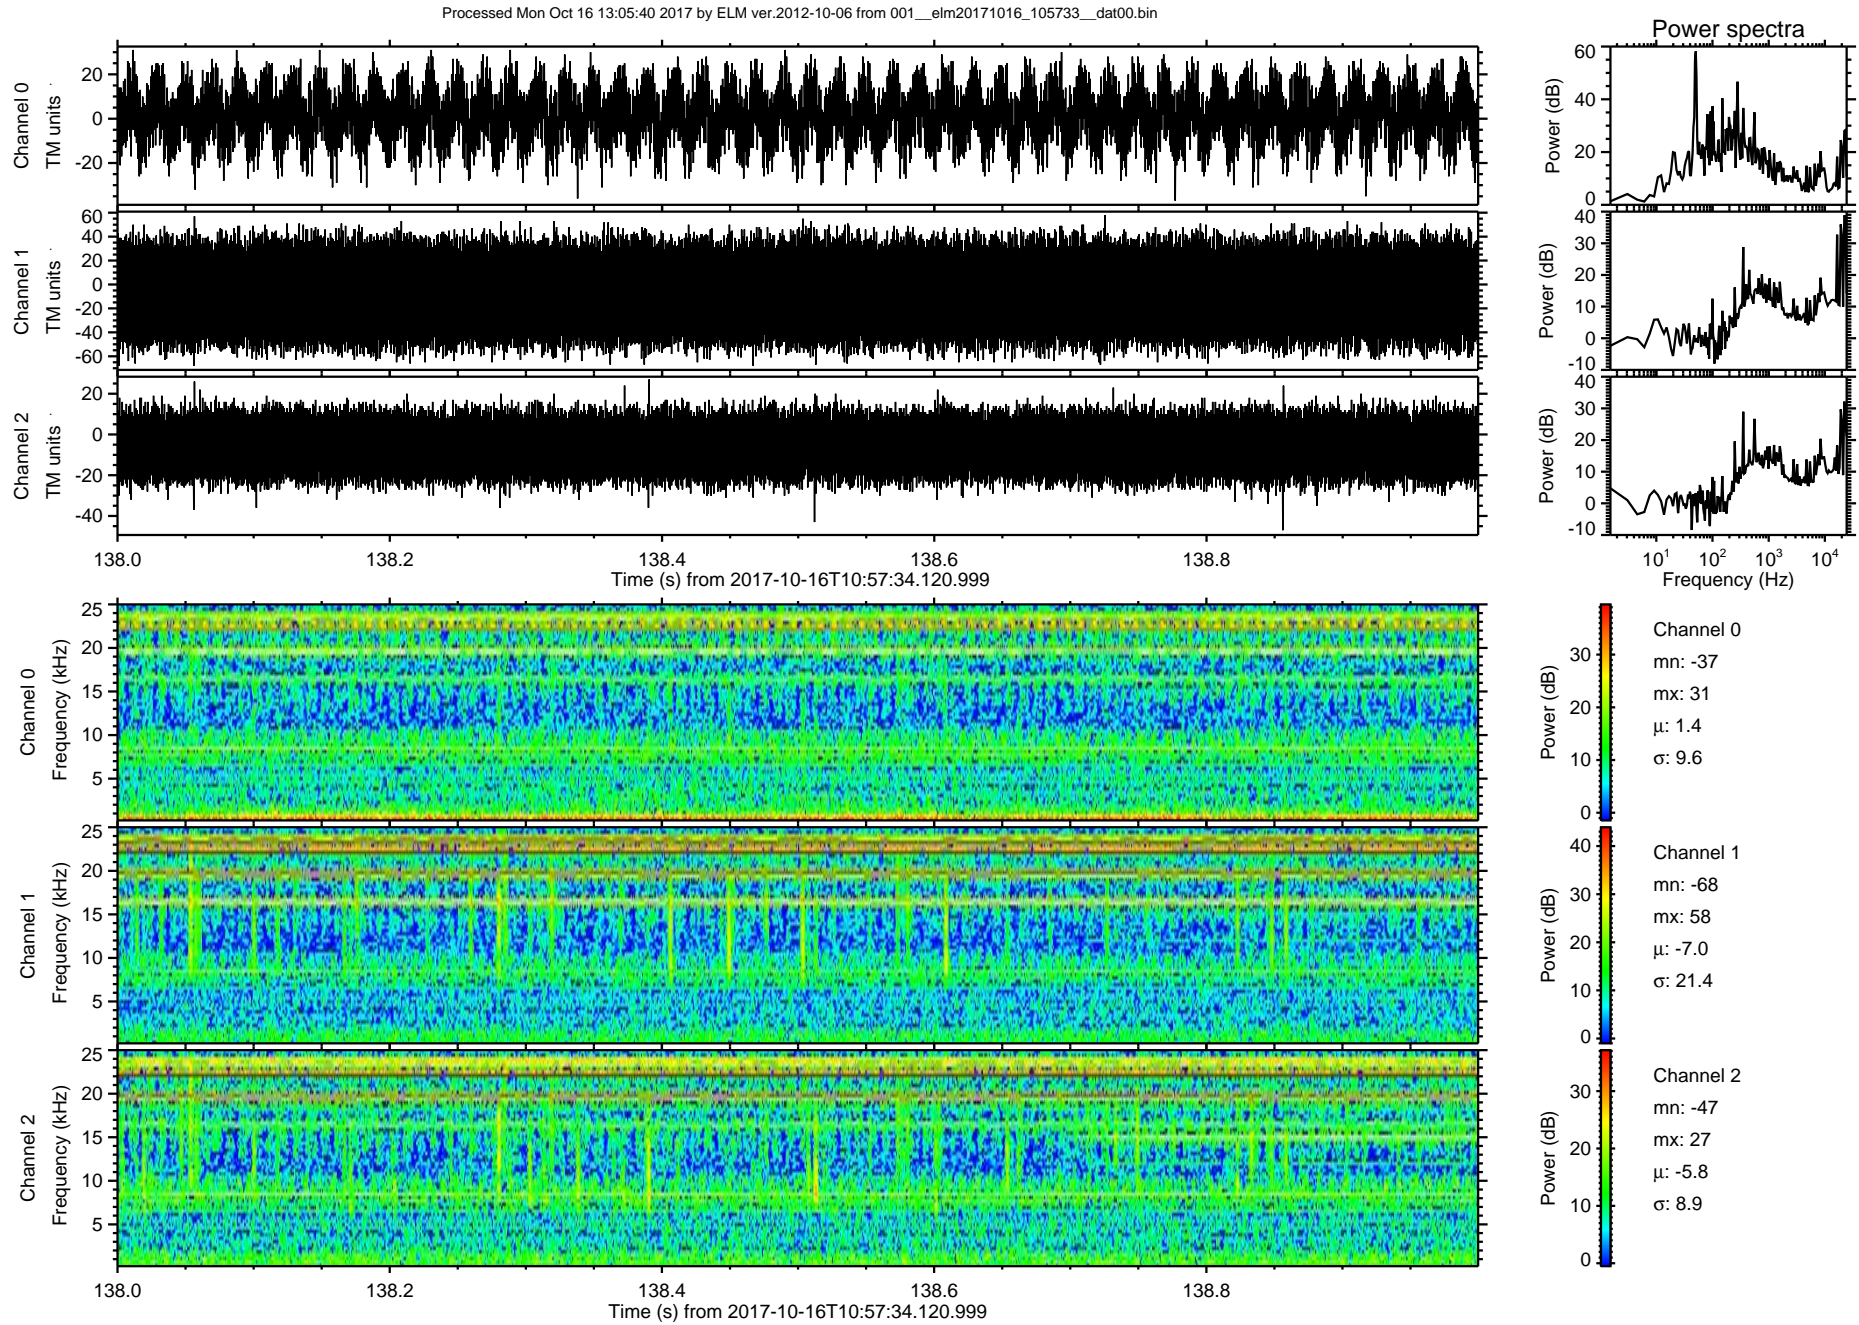 Processed Mon Oct 16 13:05:40 2017 by ELM ver.2012-10-06 from 001__elm20171016_105733__dat00.bin
Power spectra
Channel 0
TM units
20
0
-20
Power (dB)
60
40
20
0
Channel 1
TM units
60
40
20
0
-20
-40
-60
Power (dB)
40
30
20
10
0
-10
Channel 2
TM units
20
0
-20
-40
Power (dB)
40
30
20
10
0
-10
138.0 138.2 138.4 138.6 138.8
Time (s) from 2017-10-16T10:57:34.120.999
10^1 10^2 10^3 10^4
Frequency (Hz)
Channel 0
Frequency (kHz)
25
20
15
10
5
Power (dB)
30
20
10
0
Channel 0
mn: -37
mx: 31
μ: 1.4
σ: 9.6
Channel 1
Frequency (kHz)
25
20
15
10
5
Power (dB)
40
30
20
10
0
Channel 1
mn: -68
mx: 58
μ: -7.0
σ: 21.4
Channel 2
Frequency (kHz)
25
20
15
10
5
Power (dB)
30
20
10
0
Channel 2
mn: -47
mx: 27
μ: -5.8
σ: 8.9
138.0 138.2 138.4 138.6 138.8
Time (s) from 2017-10-16T10:57:34.120.999